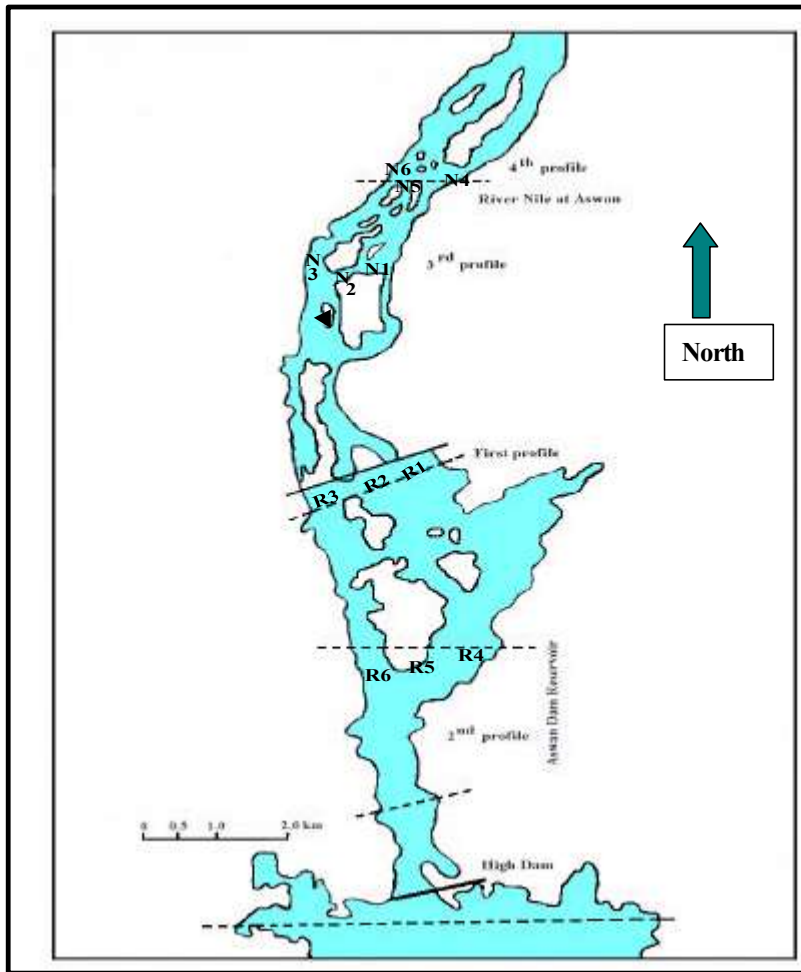 N6
4th profile
N5
N4
River Nile at Aswan
N
3
N
2
N1
3rd profile
North
First profile
R1
R2
R3
R4
R5
R6
Aswan Dam Reservoir
2nd profile
0 0.5 1.0 2.0 km
High Dam